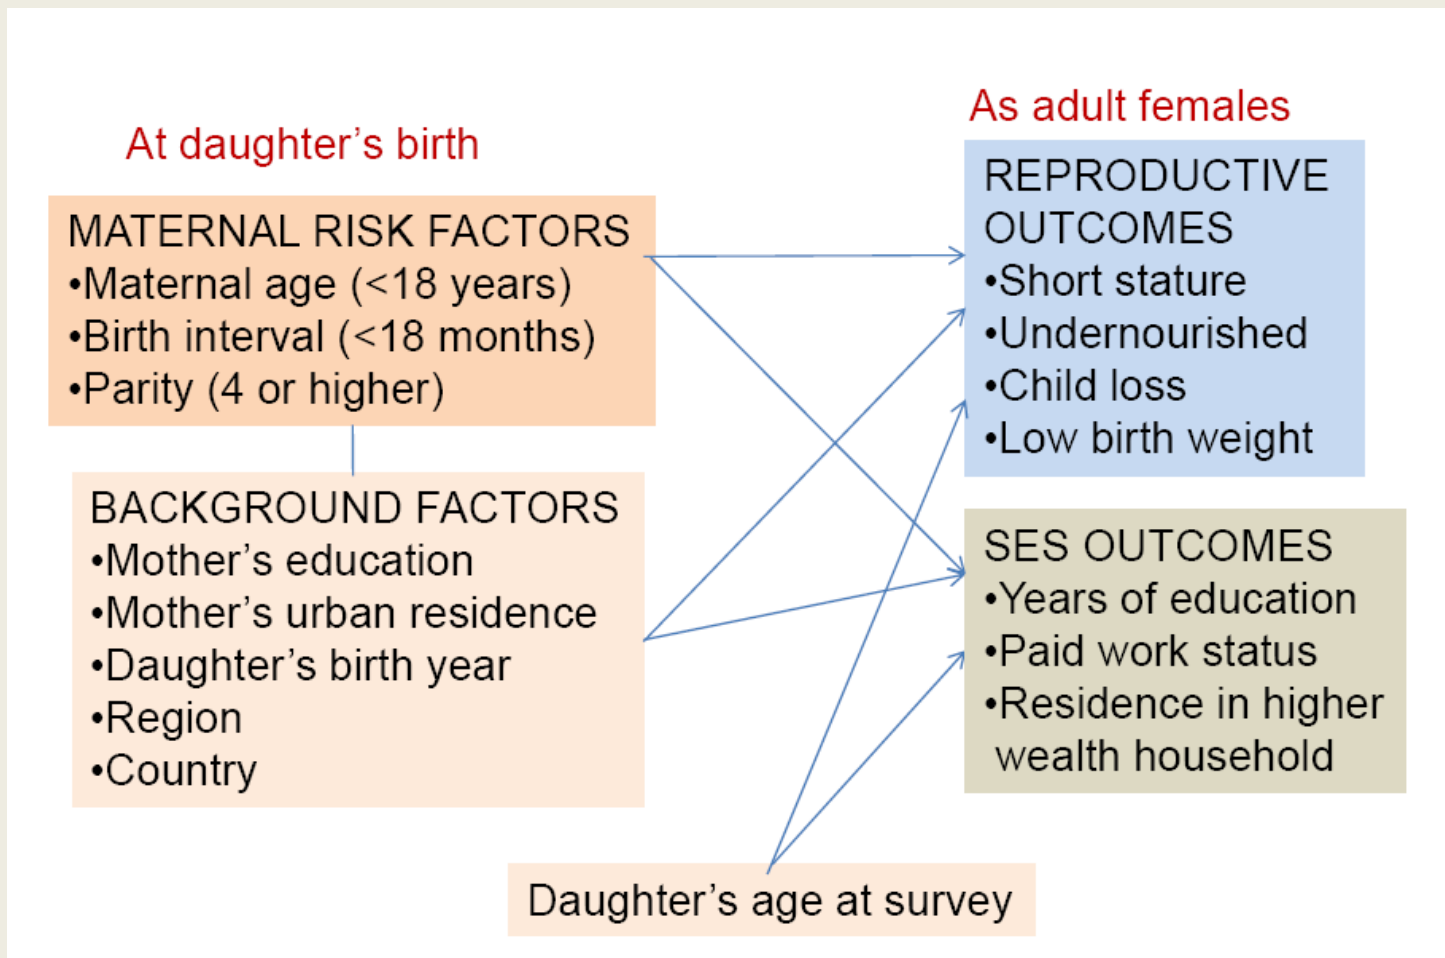 At daughter’s birth
MATERNAL RISK FACTORS
•Maternal age (<18 years)
•Birth interval (<18 months)
•Parity (4 or higher)
BACKGROUND FACTORS
•Mother’s education
•Mother’s urban residence
•Daughter’s birth year
•Region
•Country
As adult females
REPRODUCTIVE
OUTCOMES
•Short stature
•Undernourished
•Child loss
•Low birth weight
SES OUTCOMES
•Years of education
•Paid work status
•Residence in higher
wealth household
Daughter’s age at survey